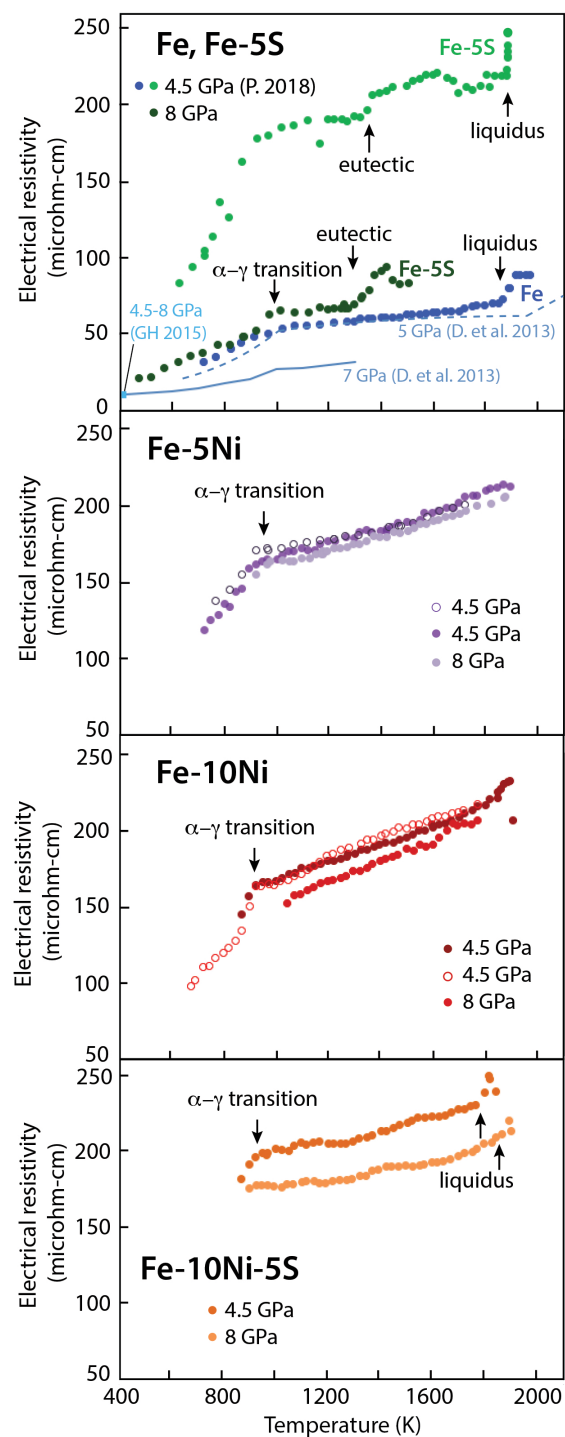 250
200
150
100
50
0
Electrical resistivity
(microhm-cm)
Fe, Fe-5S
4.5 GPa (P. 2018)
8 GPa
Fe-5S
liquidus
eutectic
eutectic
liquidus
α–γ transition
Fe-5S
Fe
4.5-8 GPa
(GH 2015)
5 GPa (D. et al. 2013)
7 GPa (D. et al. 2013)
250
200
150
100
50
Electrical resistivity
(microhm-cm)
Fe-5Ni
α–γ transition
4.5 GPa
4.5 GPa
8 GPa
250
200
150
100
50
Electrical resistivity
(microhm-cm)
Fe-10Ni
α–γ transition
4.5 GPa
4.5 GPa
8 GPa
250
200
150
100
50
Electrical resistivity
(microhm-cm)
α–γ transition
liquidus
Fe-10Ni-5S
4.5 GPa
8 GPa
400 800 1200 1600 2000
Temperature (K)